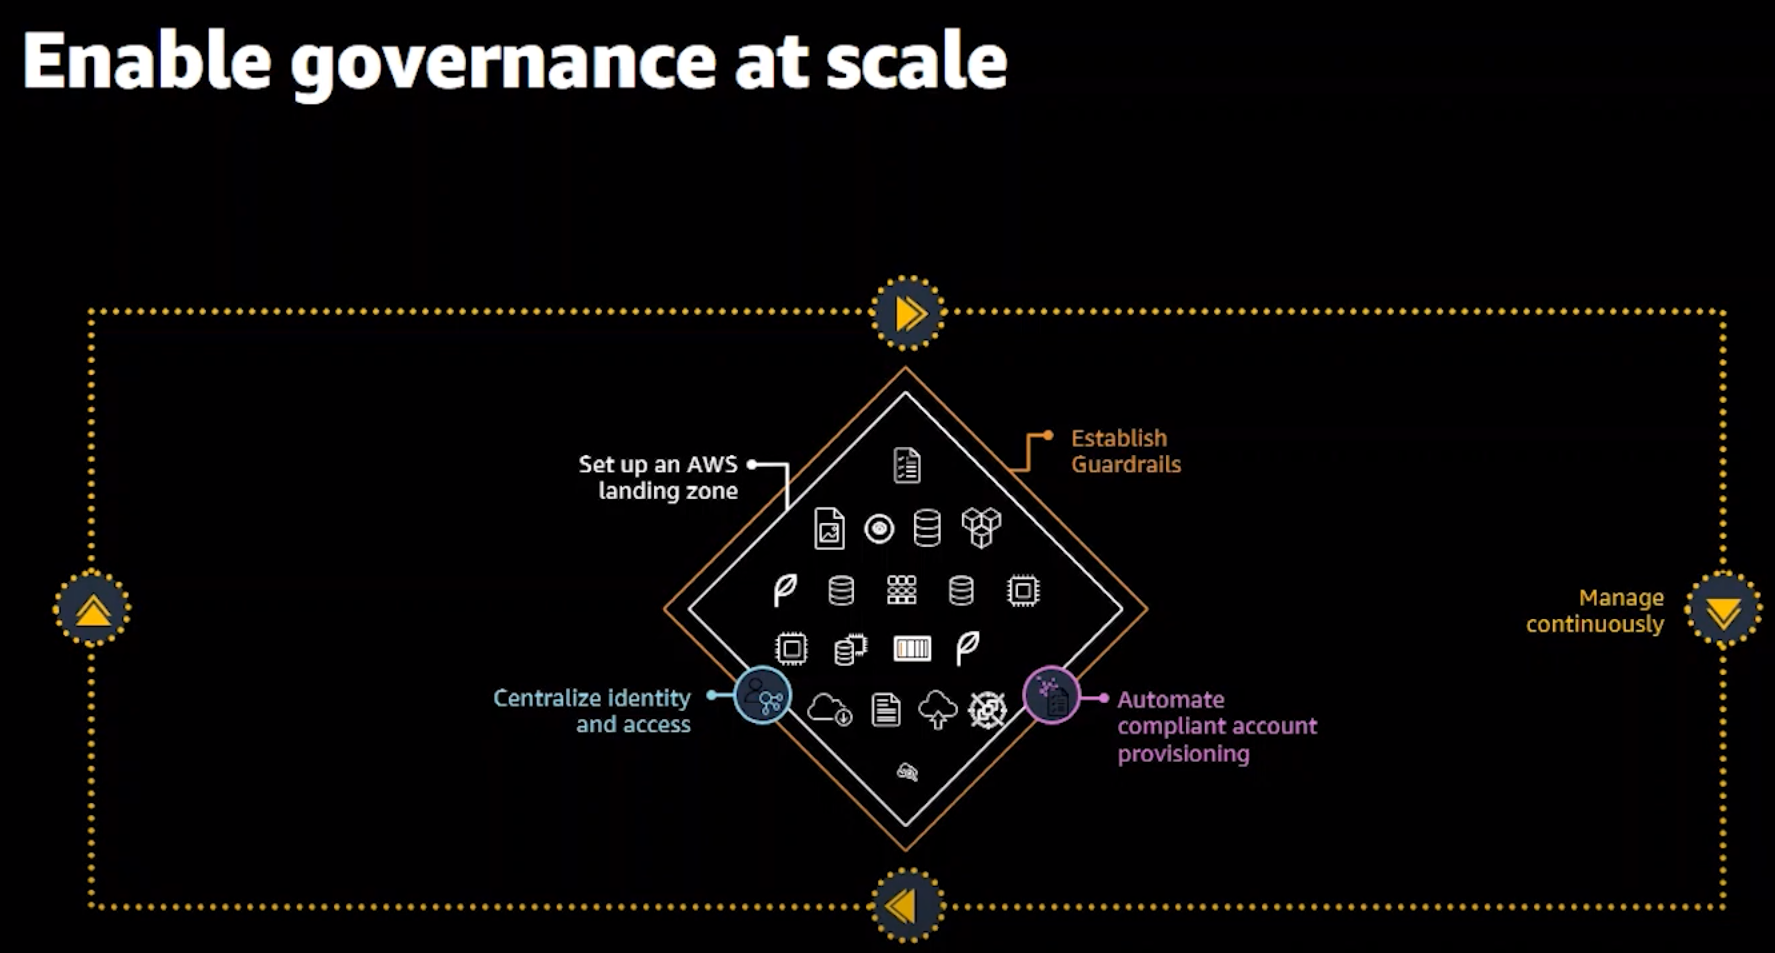 Enable governance at scale
Set up an AWS
landing zone
Establish
Guardrails
Manage
continuously
Centralize identity
and access
Automate
compliant account
provisioning